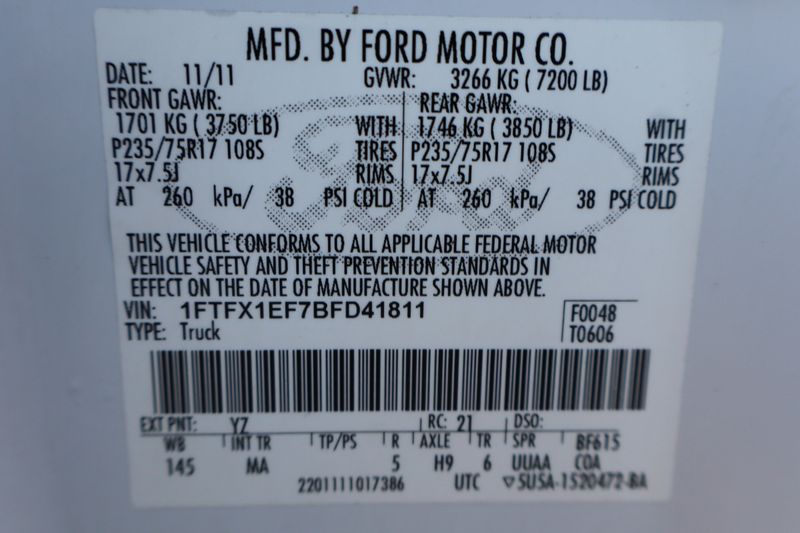 MFD. BY FORD MOTOR CO.
DATE: 11/11 GVWR: 3266 KG ( 7200 LB)
FRONT GAWR: REAR GAWR:
1701 KG ( 3750 LB) WITH 1746 KG ( 3850 LB) WITH
P235/75R17 108S TIRES P235/75R17 108S TIRES
17x7.5J RIMS 17x7.5J RIMS
AT 260 kPa/ 38 PSI COLD AT 260 kPa/ 38 PSI COLD
Ford
THIS VEHICLE CONFORMS TO ALL APPLICABLE FEDERAL MOTOR
VEHICLE SAFETY AND THEFT PREVENTION STANDARDS IN
EFFECT ON THE DATE OF MANUFACTURE SHOWN ABOVE.
VIN: 1FTFX1EF7BFD41811 F0048
TYPE: Truck T0606
EXT PNT: YZ RC: 21 DSO:
WB INT TR TP/PS R AXLE TR SPR BF615
145 MA 5 H9 6 UUAA COA
2201111017386 UTC ▽SUSA-1520472-BA